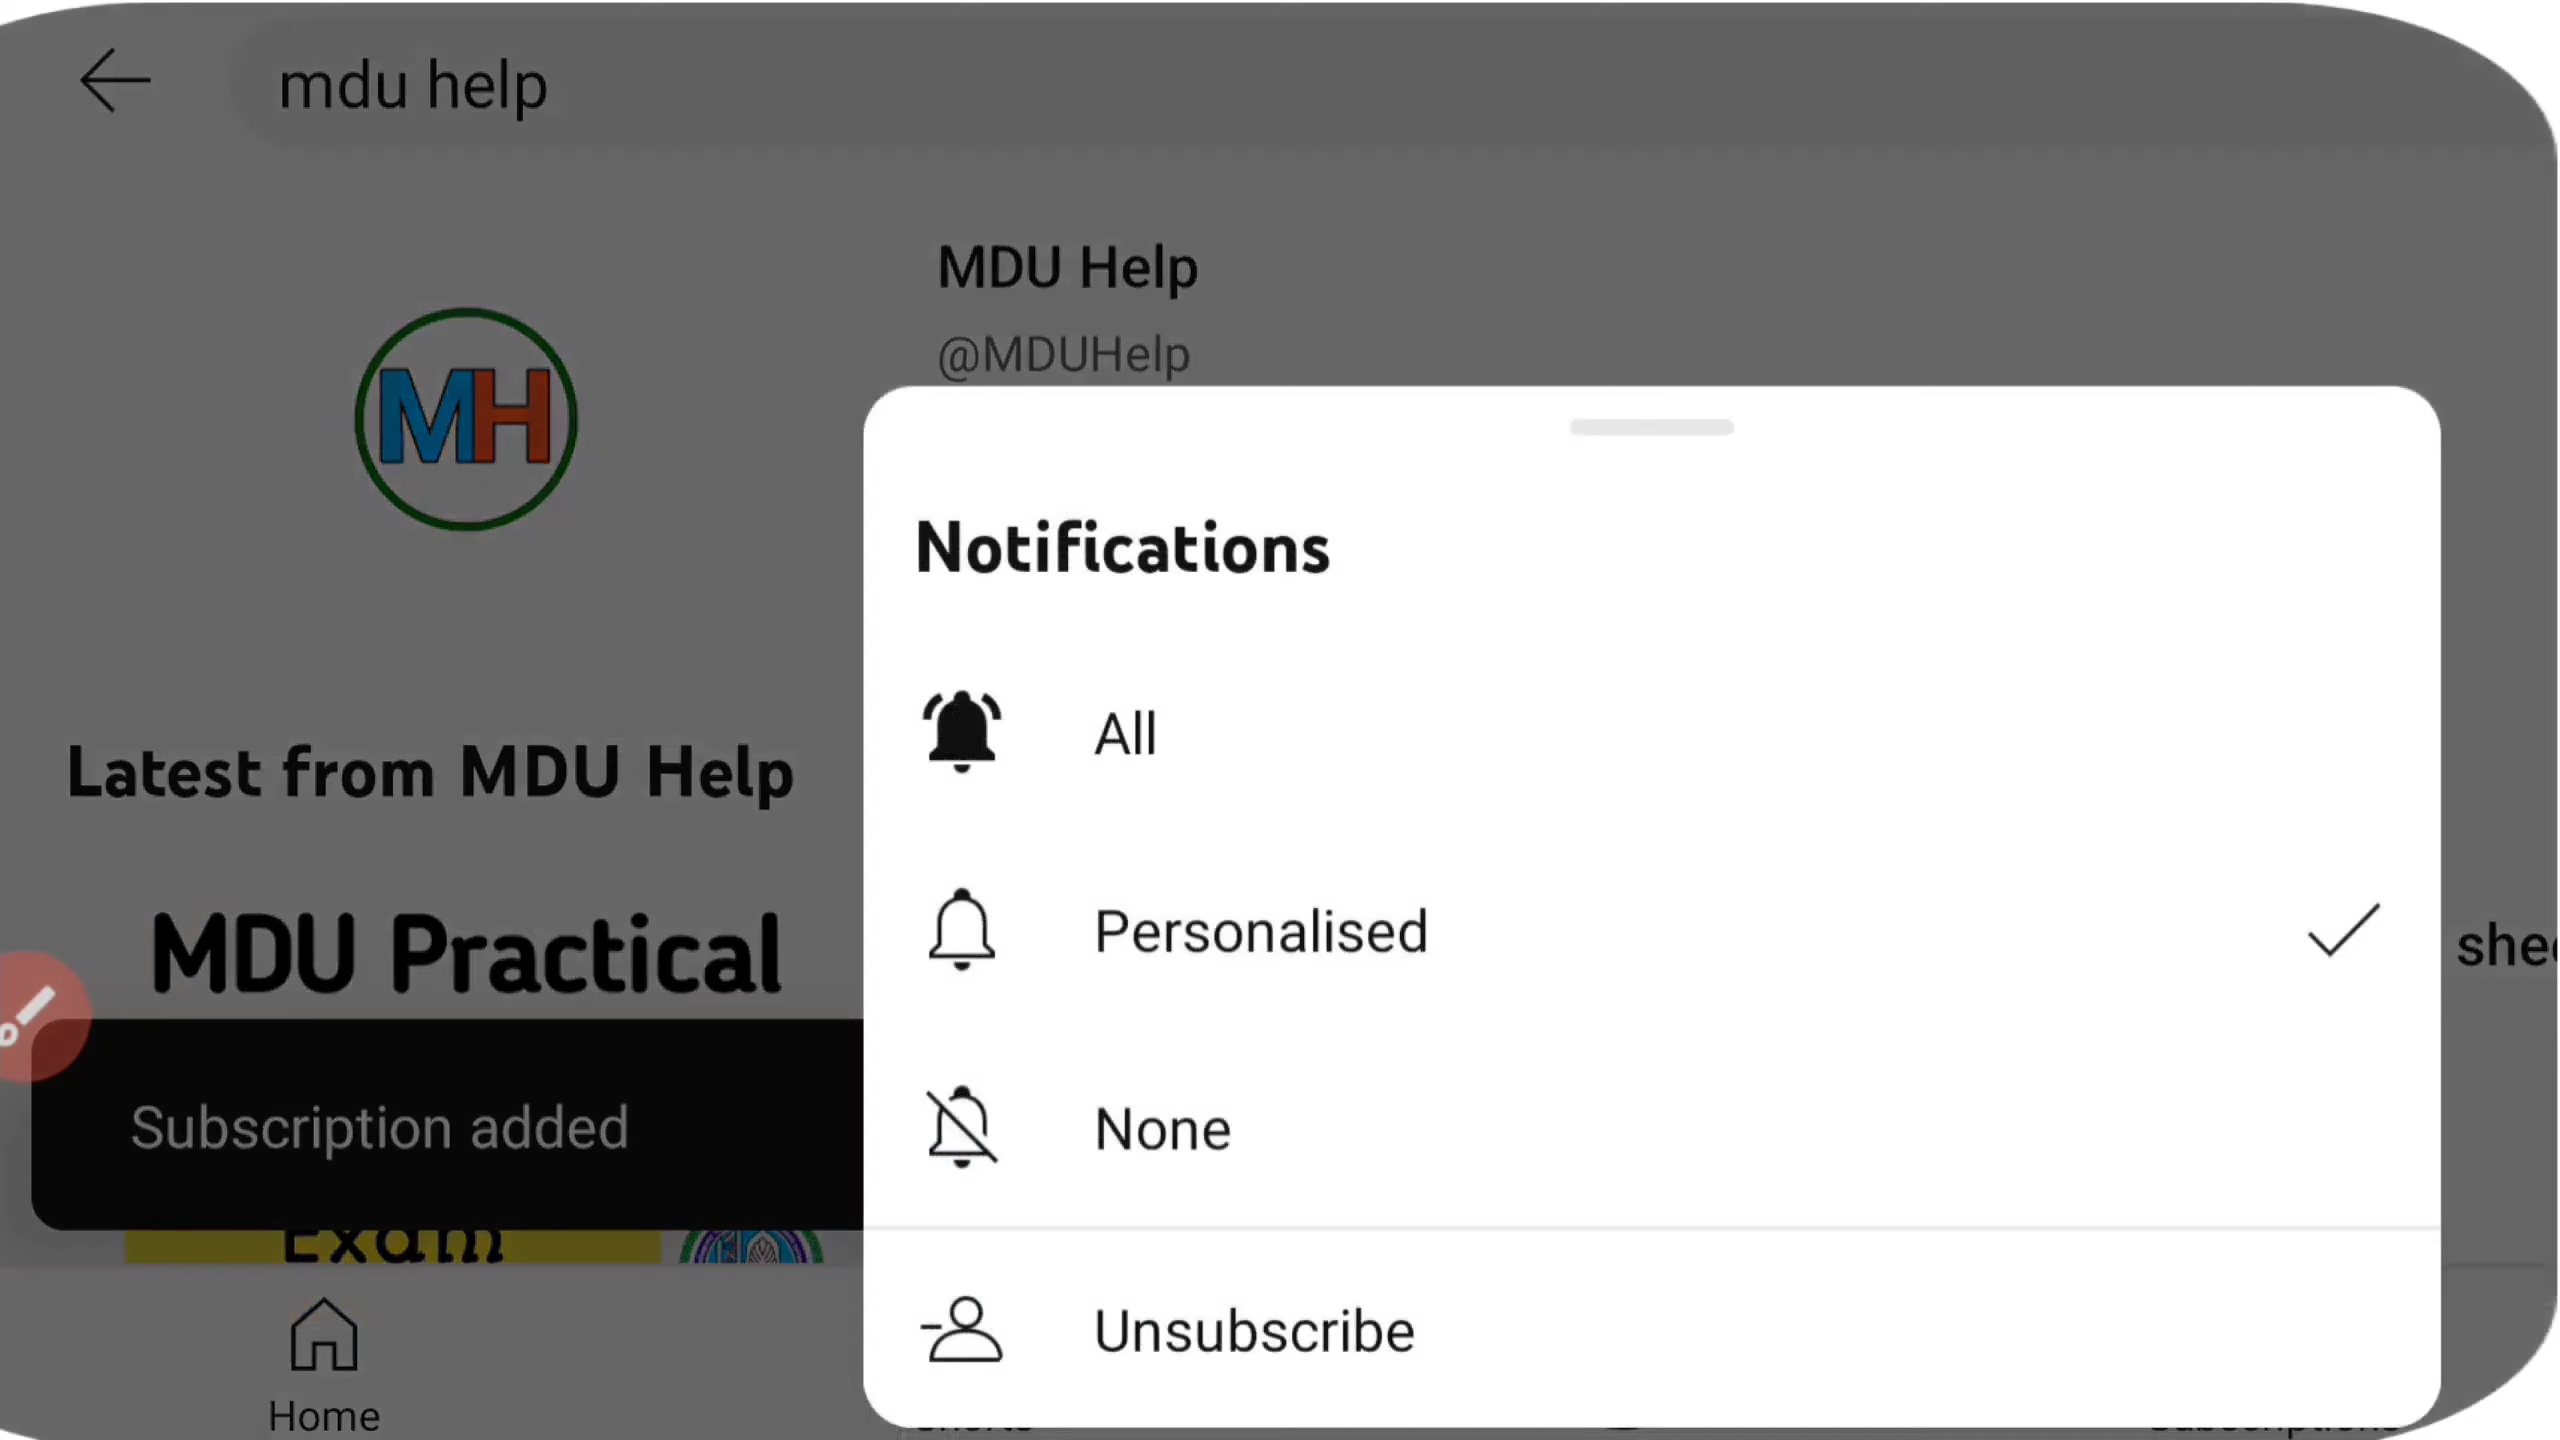 mdu help
MDU Help
@MDUHelp
MH
Notifications
All
Latest from MDU Help
Personalised
MDU Practical
None
Subscription added
Exam
Unsubscribe
Home